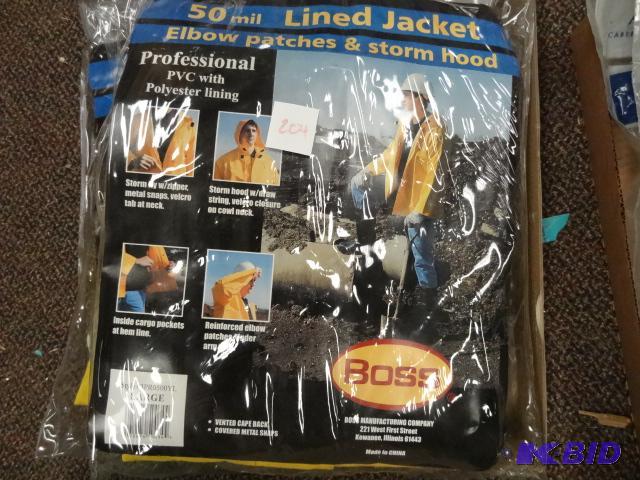 50 mil Lined Jacket
Elbow patches & storm hood
Professional
PVC with
Polyester lining
204
Storm fly w/zipper,
metal snaps, velcro
tab at neck.
Storm hood w/draw
string, velcro closure
on cowl neck.
Inside cargo pockets
at hem line.
Reinforced elbow
patches under
arm
LARGE
BOSS
• VENTED CAPE BACK
• COVERED METAL SNAPS
BOSS MANUFACTURING COMPANY
221 West First Street
Kewanee, Illinois 61443
Made in CHINA
K-BID